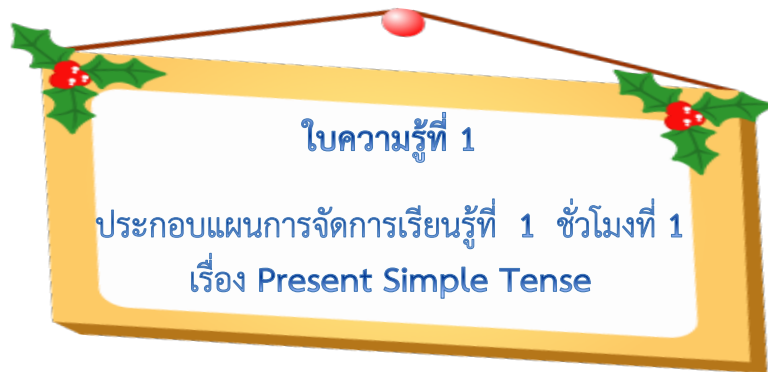 ใบความรู้ที่ 1
ประกอบแผนการจัดการเรียนรู้ที่ 1 ชั่วโมงที่ 1
เรื่อง Present Simple Tense